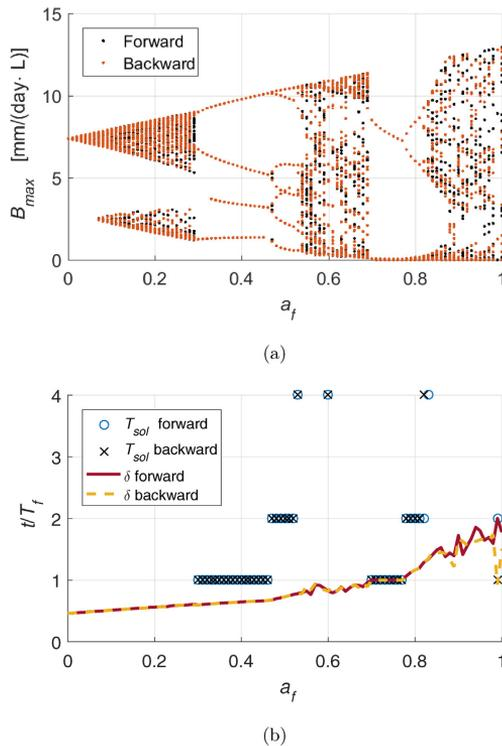 15
10
5
0
B_max [mm/(day· L)]
Forward
Backward
0 0.2 0.4 0.6 0.8 1
a_f
(a)
4
3
2
1
0
t/T_f
T_sol forward
T_sol backward
δ forward
δ backward
0 0.2 0.4 0.6 0.8 1
a_f
(b)